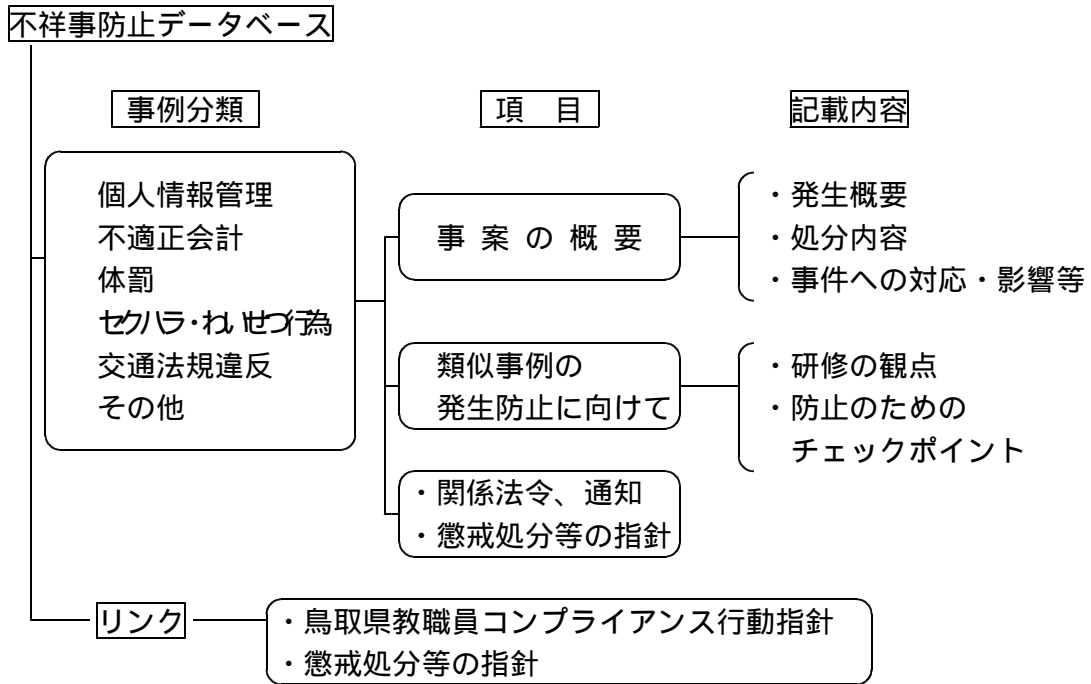 不祥事防止データベース
事例分類
項 目
記載内容
個人情報管理
不適正会計
体罰
セクハラ・わいせつ行為
交通法規違反
その他
事案の概要
・発生概要
・処分内容
・事件への対応・影響等
類似事例の
発生防止に向けて
・研修の観点
・防止のための
チェックポイント
・関係法令、通知
・懲戒処分等の指針
リンク
・鳥取県教職員コンプライアンス行動指針
・懲戒処分等の指針